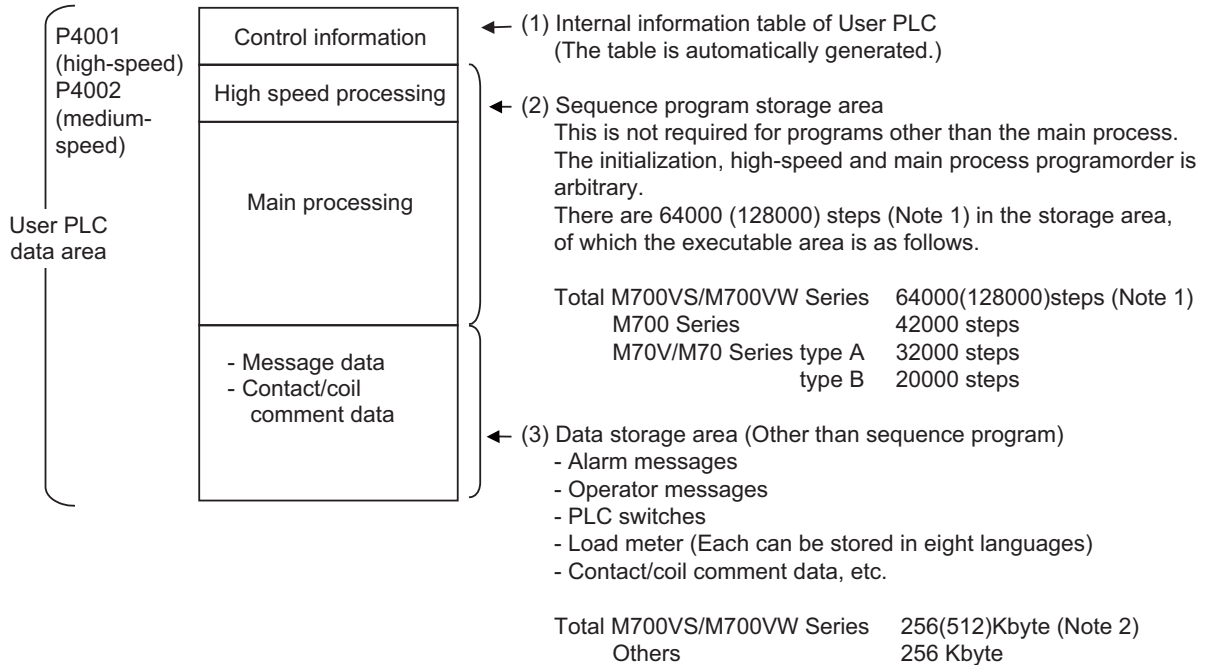 P4001
(high-speed)
P4002
(medium-
speed)
User PLC
data area
Control information
High speed processing
Main processing
- Message data
- Contact/coil
comment data
(1) Internal information table of User PLC
(The table is automatically generated.)
(2) Sequence program storage area
This is not required for programs other than the main process.
The initialization, high-speed and main process programorder is
arbitrary.
There are 64000 (128000) steps (Note 1) in the storage area,
of which the executable area is as follows.
Total M700VS/M700VW Series 64000(128000)steps (Note 1)
M700 Series 42000 steps
M70V/M70 Series type A 32000 steps
type B 20000 steps
(3) Data storage area (Other than sequence program)
- Alarm messages
- Operator messages
- PLC switches
- Load meter (Each can be stored in eight languages)
- Contact/coil comment data, etc.
Total M700VS/M700VW Series 256(512)Kbyte (Note 2)
Others 256 Kbyte